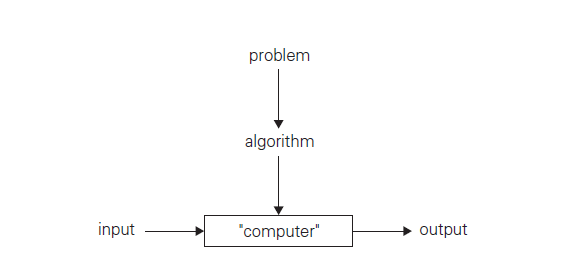 problem
algorithm
input
"computer"
output